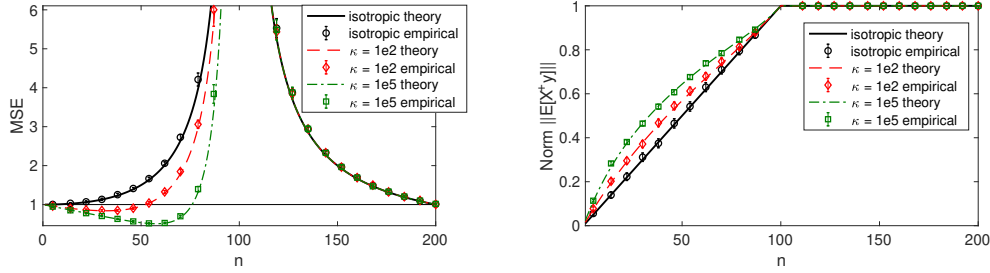 6
5
4
3
2
1
MSE
0
50
100
150
200
n
isotropic theory
isotropic empirical
κ = 1e2 theory
κ = 1e2 empirical
κ = 1e5 theory
κ = 1e5 empirical
1
0.8
0.6
0.4
0.2
0
Norm ||E[X⁺y]||
50
100
150
200
n
isotropic theory
isotropic empirical
κ = 1e2 theory
κ = 1e2 empirical
κ = 1e5 theory
κ = 1e5 empirical